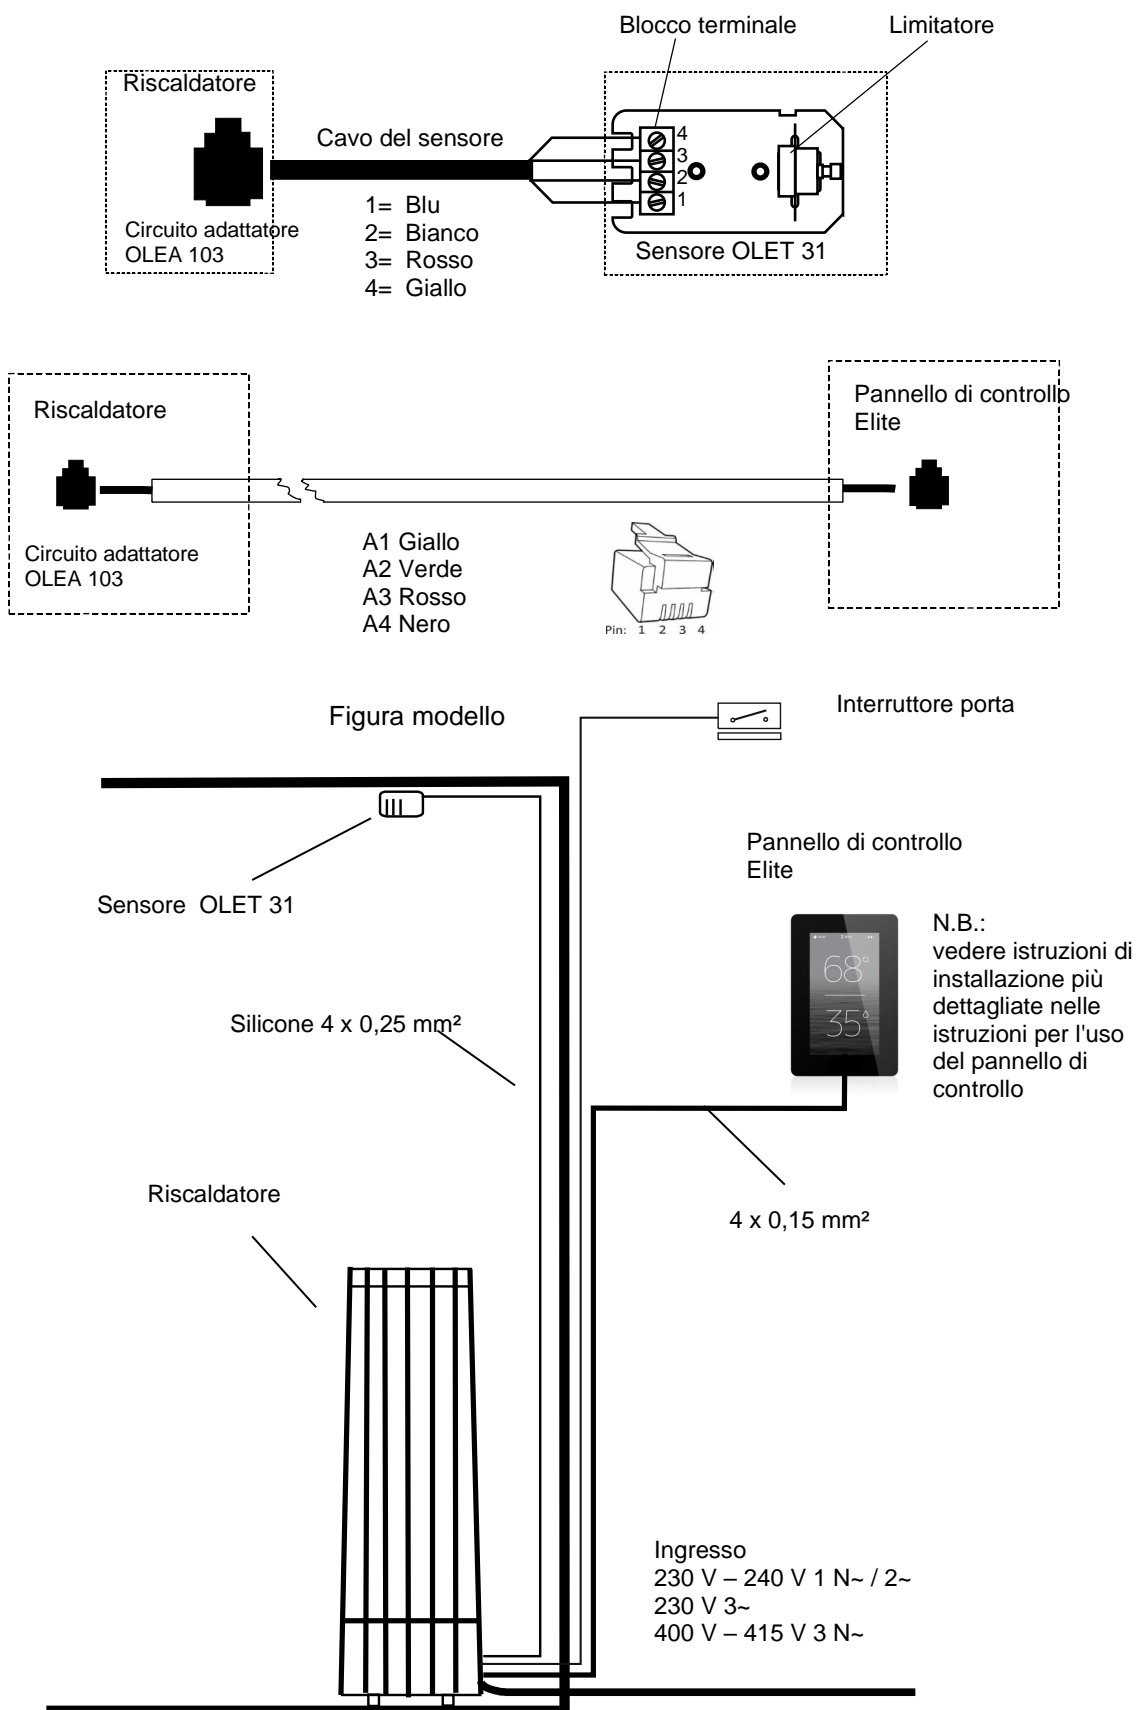 Blocco terminale
Limitatore
Riscaldatore
Cavo del sensore
4
3
2
1
1= Blu
2= Bianco
3= Rosso
4= Giallo
Circuito adattatore
OLEA 103
Sensore OLET 31
Riscaldatore
Pannello di controllo
Elite
Circuito adattatore
OLEA 103
A1 Giallo
A2 Verde
A3 Rosso
A4 Nero
Pin: 1 2 3 4
Figura modello
Interruttore porta
Pannello di controllo
Elite
Sensore OLET 31
68°
35°
N.B.:
vedere istruzioni di
installazione più
dettagliate nelle
istruzioni per l'uso
del pannello di
controllo
Silicone 4 x 0,25 mm²
Riscaldatore
4 x 0,15 mm²
Ingresso
230 V – 240 V 1 N~ / 2~
230 V 3~
400 V – 415 V 3 N~